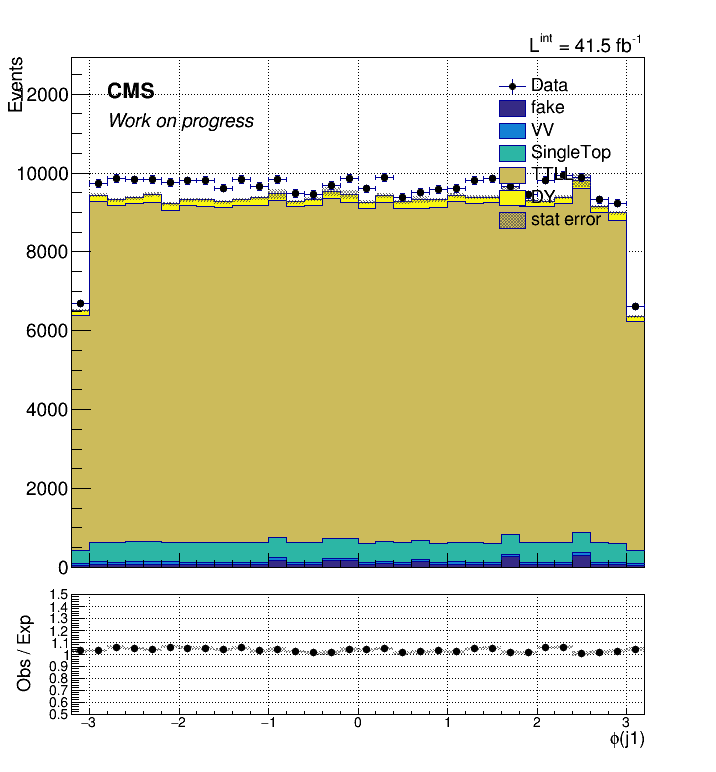 L^int = 41.5 fb^-1
Events
12000
10000
8000
6000
4000
2000
0
CMS
Work on progress
Data
fake
VV
SingleTop
TTLL
DY
stat error
Obs / Exp
1.5
1.4
1.3
1.2
1.1
1
0.9
0.8
0.7
0.6
0.5
−3
−2
−1
0
1
2
3
ϕ(j1)